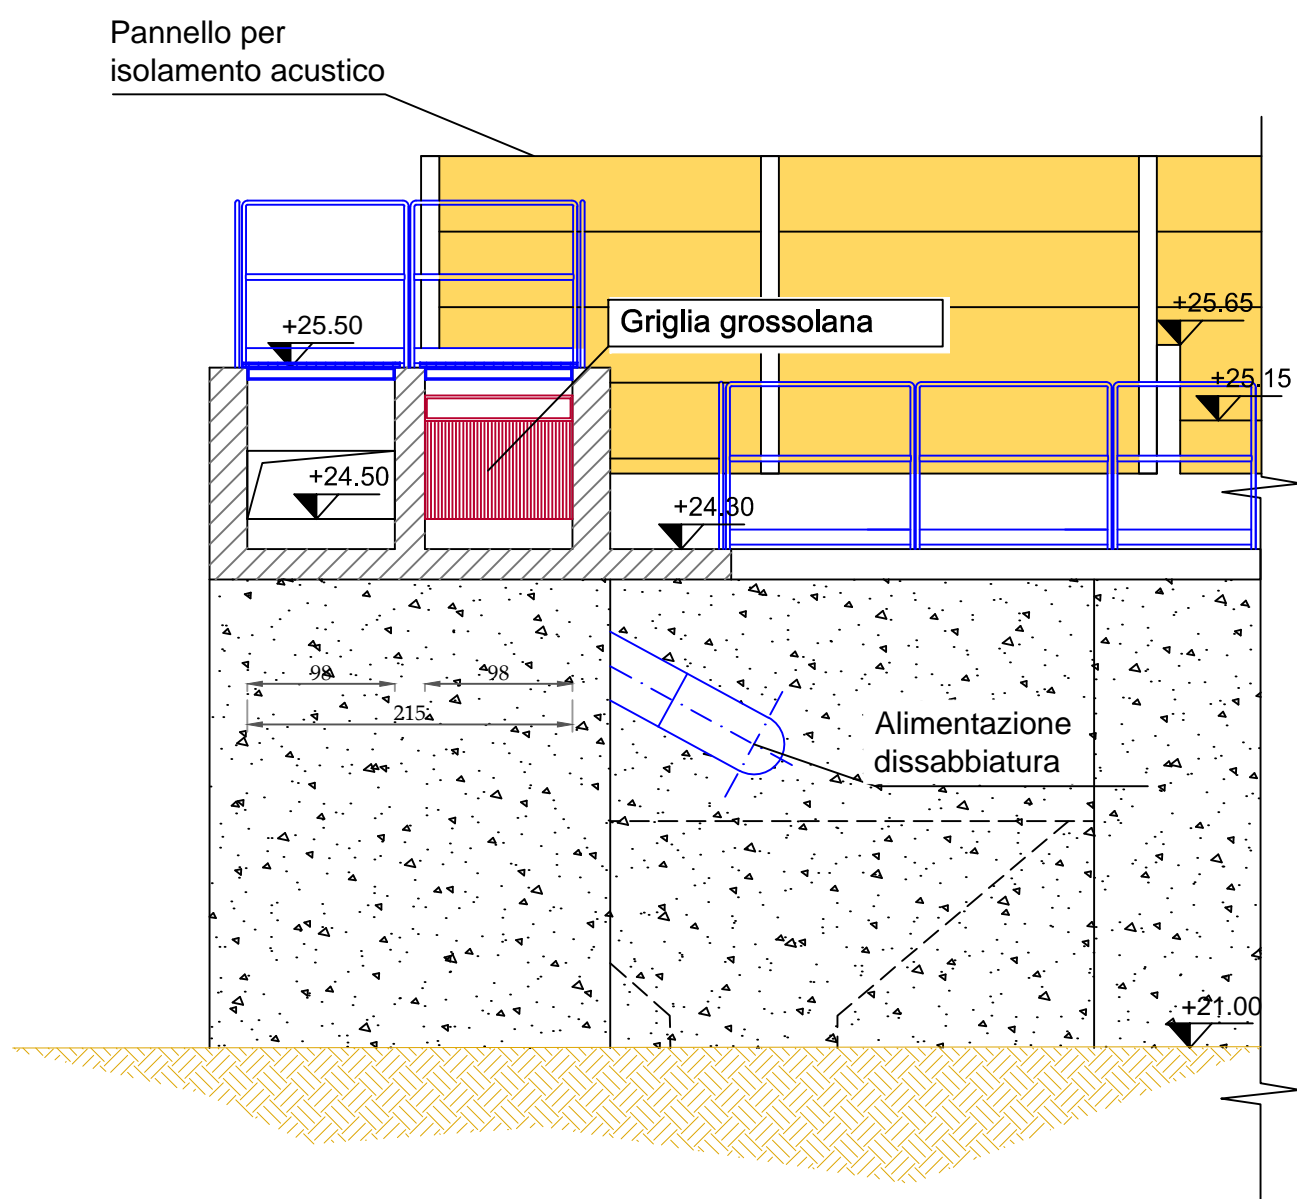 Pannello per
isolamento acustico
+25.50
Griglia grossolana
+25.65
+25.15
+24.50
+24.30
98
98
215
Alimentazione
dissabbiatura
+21.00